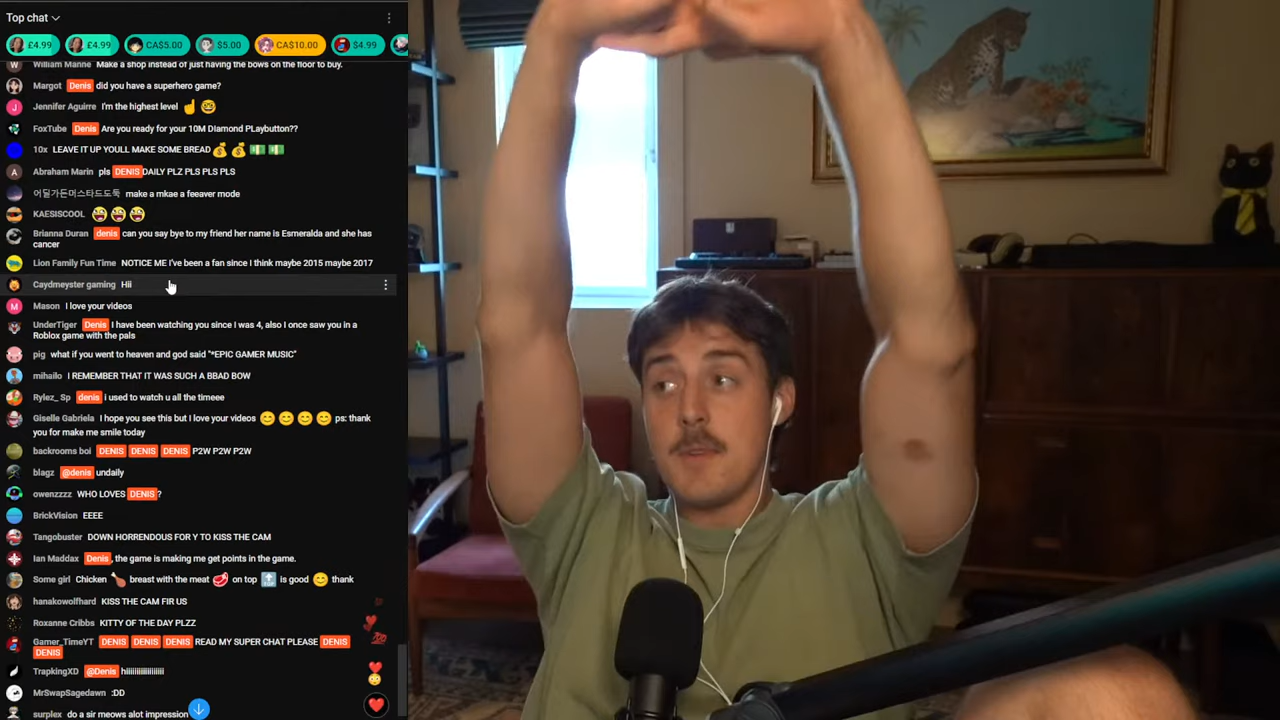 Top chat
£4.99 £4.99 CA$5.00 $5.00 CA$10.00 $4.99
William Manne Make a shop instead of just having the bows on the floor to buy.
Margot Denis did you have a superhero game?
Jennifer Aguirre I'm the highest level ☝️ 🤓
FoxTube Denis Are you ready for your 10M DIamond PLaybutton??
10x LEAVE IT UP YOULL MAKE SOME BREAD 💰 💰 💵 💵
Abraham Marin pls DENIS DAILY PLZ PLS PLS PLS
어딜가든머스타드도둑 make a mkae a feeaver mode
KAESISCOOL 🤪 🤪 🤪
Brianna Duran denis can you say bye to my friend her name is Esmeralda and she has
cancer
Lion Family Fun Time NOTICE ME I've been a fan since I think maybe 2015 maybe 2017
Caydmeyster gaming Hii
Mason I love your videos
UnderTiger Denis I have been watching you since I was 4, also I once saw you in a
Roblox game with the pals
pig what if you went to heaven and god said "*EPIC GAMER MUSIC"
mihailo I REMEMBER THAT IT WAS SUCH A BBAD BOW
Rylez_ Sp denis i used to watch u all the timeee
Giselle Gabriela I hope you see this but I love your videos 😊 😊 😊 😊 ps: thank
you for make me smile today
backrooms boi DENIS DENIS DENIS P2W P2W P2W
blagz @denis undaily
owenzzzz WHO LOVES DENIS ?
BrickVision EEEE
Tangobuster DOWN HORRENDOUS FOR Y TO KISS THE CAM
Ian Maddax Denis, the game is making me get points in the game.
Some girl Chicken 🍗 breast with the meat 🥩 on top 🔝 is good 😊 thank
hanakowolfhard KISS THE CAM FIR US
Roxanne Cribbs KITTY OF THE DAY PLZZ
Gamer_TimeYT DENIS DENIS DENIS READ MY SUPER CHAT PLEASE DENIS
DENIS
TrapkingXD @Denis hiiiiiiiiiiiiiiiii
MrSwapSagedawn :DD
surplex do a sir meows alot impression